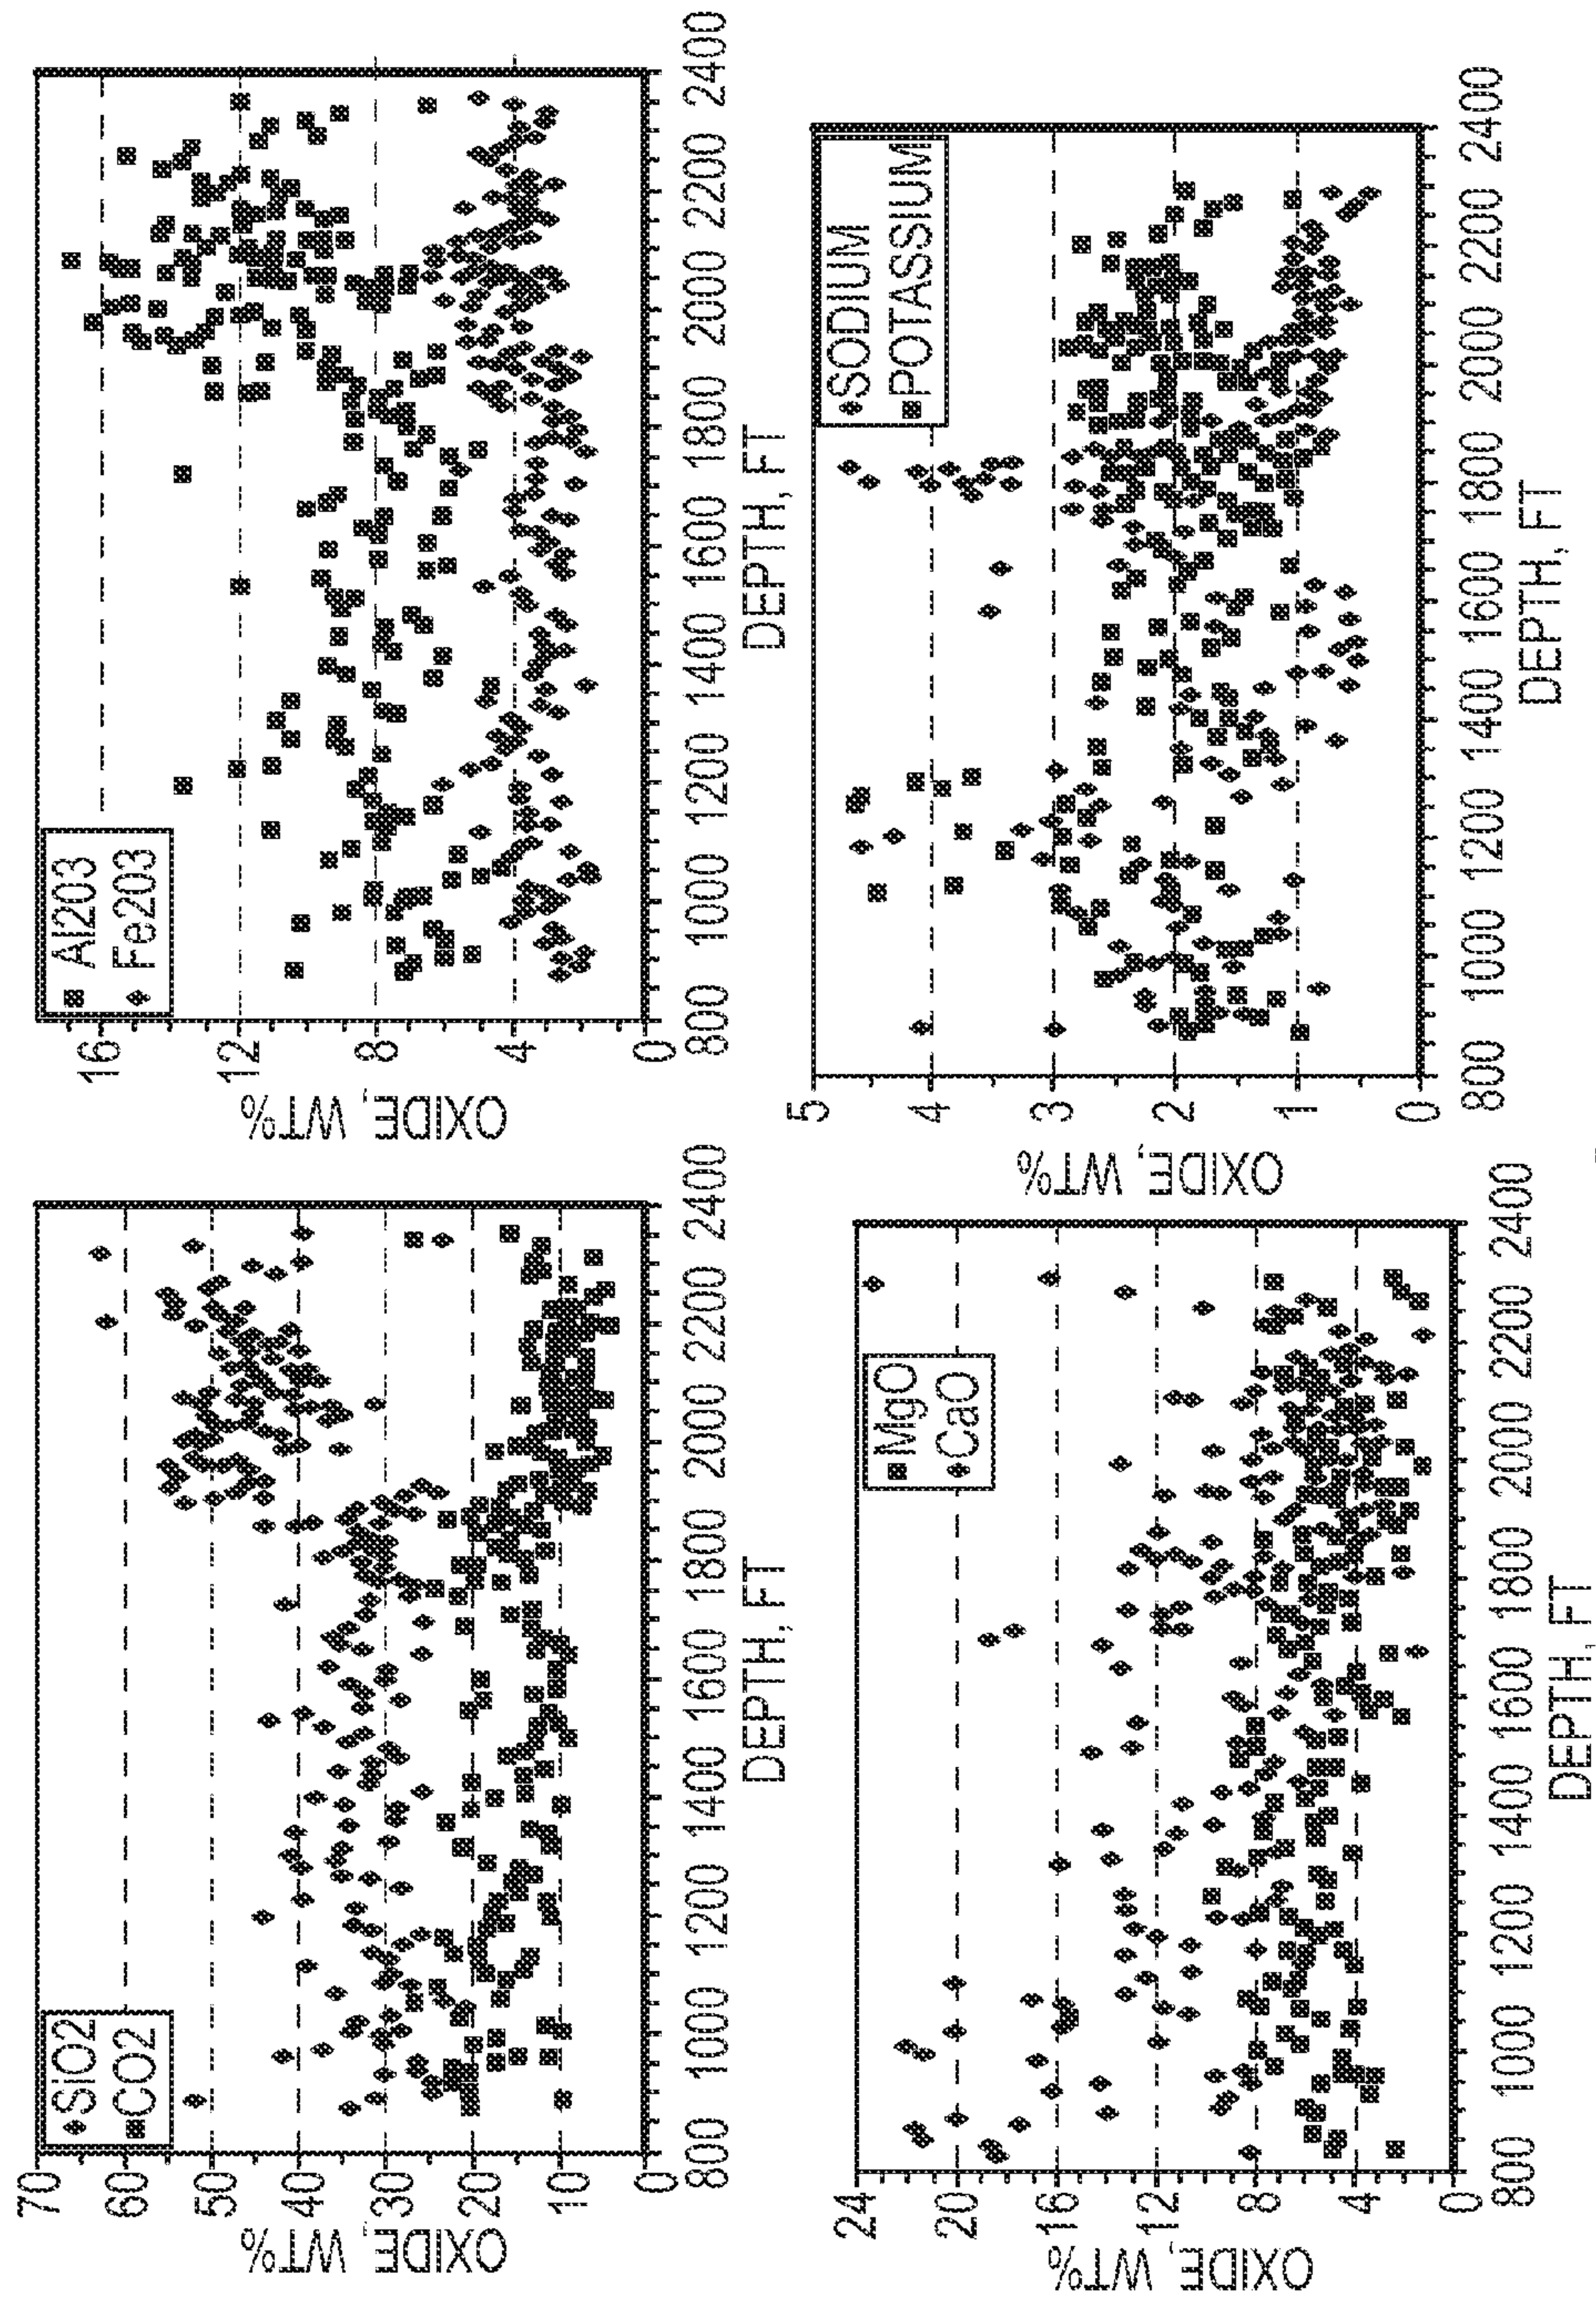 SiO2
CO2
70
60
50
40
30
20
10
0
OXIDE, WT%
800 1000 1200 1400 1600 1800 2000 2200 2400
DEPTH, FT
Al203
Fe203
16
12
8
4
0
OXIDE, WT%
800 1000 1200 1400 1600 1800 2000 2200 2400
DEPTH, FT
MgO
CaO
24
20
16
12
8
4
0
OXIDE, WT%
800 1000 1200 1400 1600 1800 2000 2200 2400
DEPTH, FT
SODIUM
POTASSIUM
5
4
3
2
1
0
OXIDE, WT%
800 1000 1200 1400 1600 1800 2000 2200 2400
DEPTH, FT